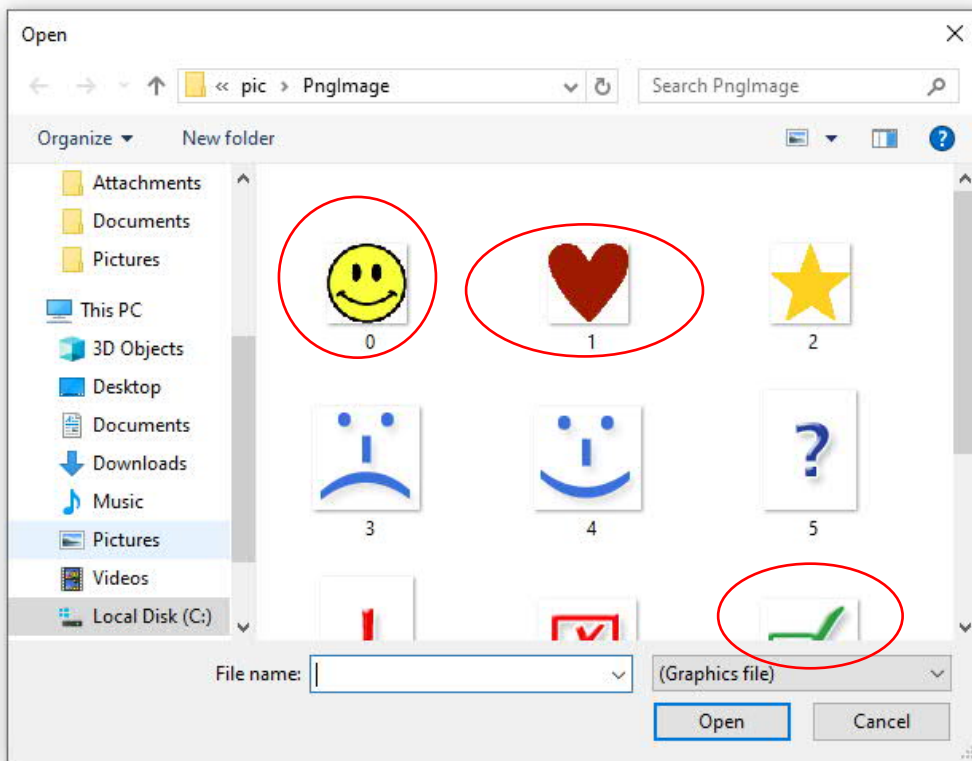 Open
« pic › PngImage
Search PngImage
Organize
New folder
?
Attachments
Documents
Pictures
This PC
3D Objects
Desktop
Documents
Downloads
Music
Pictures
Videos
Local Disk (C:)
0
1
2
3
4
?
5
File name:
(Graphics file)
Open
Cancel